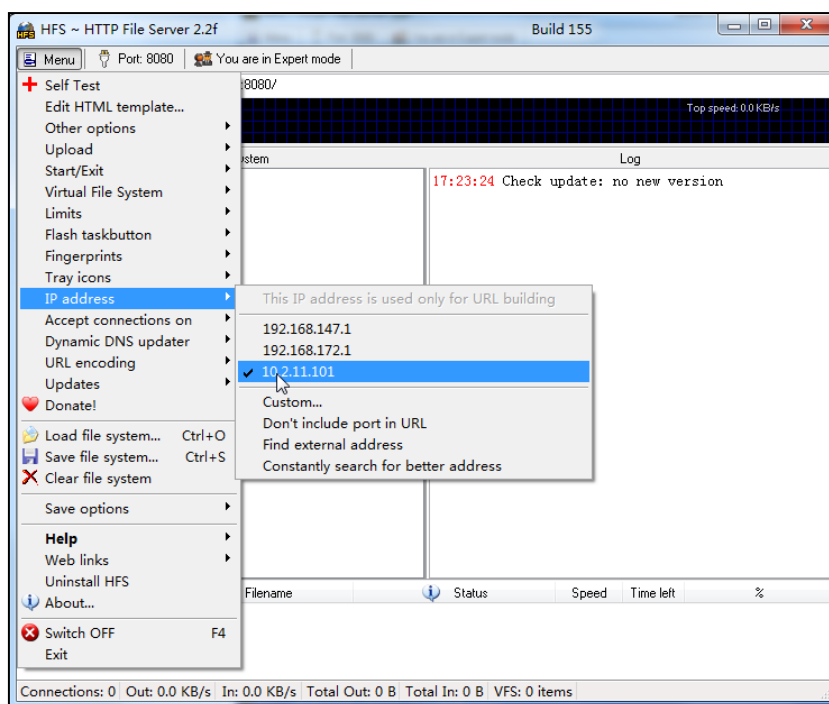 HFS ~ HTTP File Server 2.2f Build 155
Menu Port: 8080 You are in Expert mode
:8080/
Top speed: 0.0 KB/s
Log
17:23:24 Check update: no new version
Self Test
Edit HTML template...
Other options
Upload
Start/Exit
Virtual File System
Limits
Flash taskbutton
Fingerprints
Tray icons
IP address
Accept connections on
Dynamic DNS updater
URL encoding
Updates
Donate!
Load file system... Ctrl+O
Save file system... Ctrl+S
Clear file system
Save options
Help
Web links
Uninstall HFS
About...
Switch OFF F4
Exit
This IP address is used only for URL building
192.168.147.1
192.168.172.1
10.2.11.101
Custom...
Don't include port in URL
Find external address
Constantly search for better address
Filename Status Speed Time left %
Connections: 0 Out: 0.0 KB/s In: 0.0 KB/s Total Out: 0 B Total In: 0 B VFS: 0 items